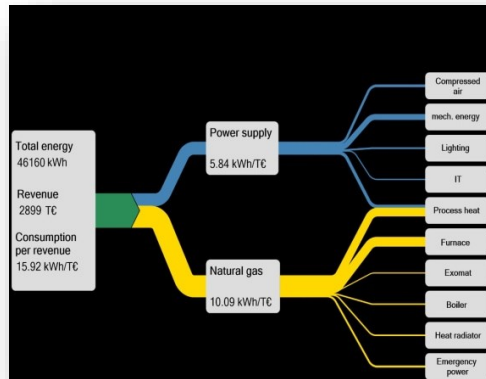 Total energy
46160 kWh
Revenue
2899 T€
Consumption
per revenue
15.92 kWh/T€
Power supply
5.84 kWh/T€
Natural gas
10.09 kWh/T€
Compressed
air
mech. energy
Lighting
IT
Process heat
Furnace
Exomat
Boiler
Heat radiator
Emergency
power